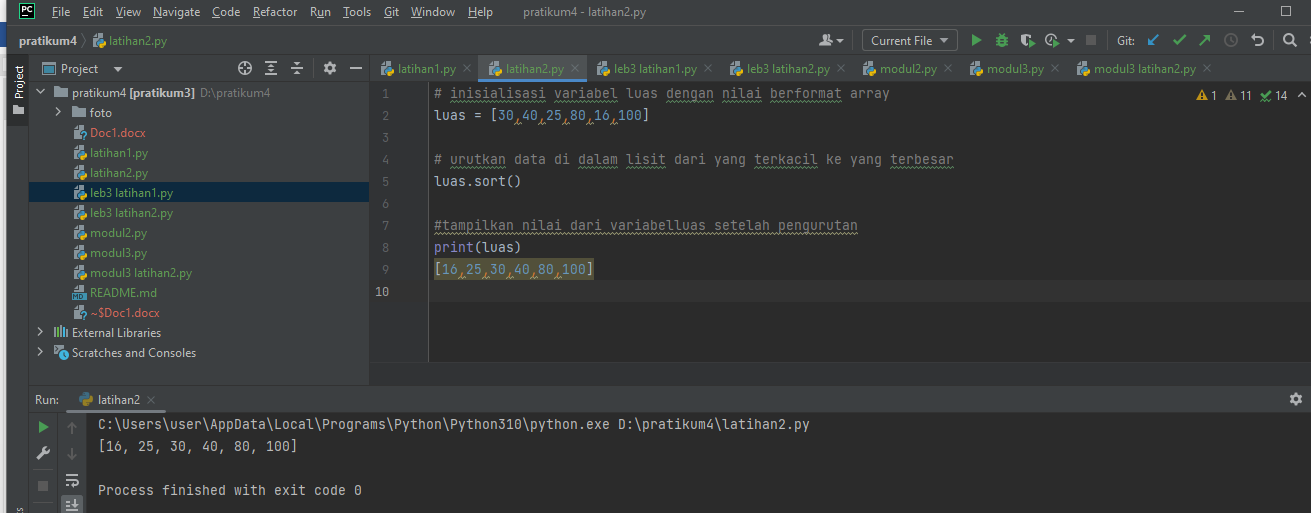 PC File Edit View Navigate Code Refactor Run Tools Git Window Help pratikum4 - latihan2.py
pratikum4 latihan2.py Current File Git:
Project
Project
latihan1.py latihan2.py leb3 latihan1.py leb3 latihan2.py modul2.py modul3.py modul3 latihan2.py
pratikum4 [pratikum3] D:\pratikum4
foto
Doc1.docx
latihan1.py
latihan2.py
leb3 latihan1.py
leb3 latihan2.py
modul2.py
modul3.py
modul3 latihan2.py
README.md
~$Doc1.docx
External Libraries
Scratches and Consoles
1 # inisialisasi variabel luas dengan nilai berformat array
1 11 14
2 luas = [30,40,25,80,16,100]
3
4 # urutkan data di dalam lisit dari yang terkacil ke yang terbesar
5 luas.sort()
6
7 #tampilkan nilai dari variabelluas setelah pengurutan
8 print(luas)
9 [16,25,30,40,80,100]
10
Run: latihan2
C:\Users\user\AppData\Local\Programs\Python\Python310\python.exe D:\pratikum4\latihan2.py
[16, 25, 30, 40, 80, 100]
Process finished with exit code 0